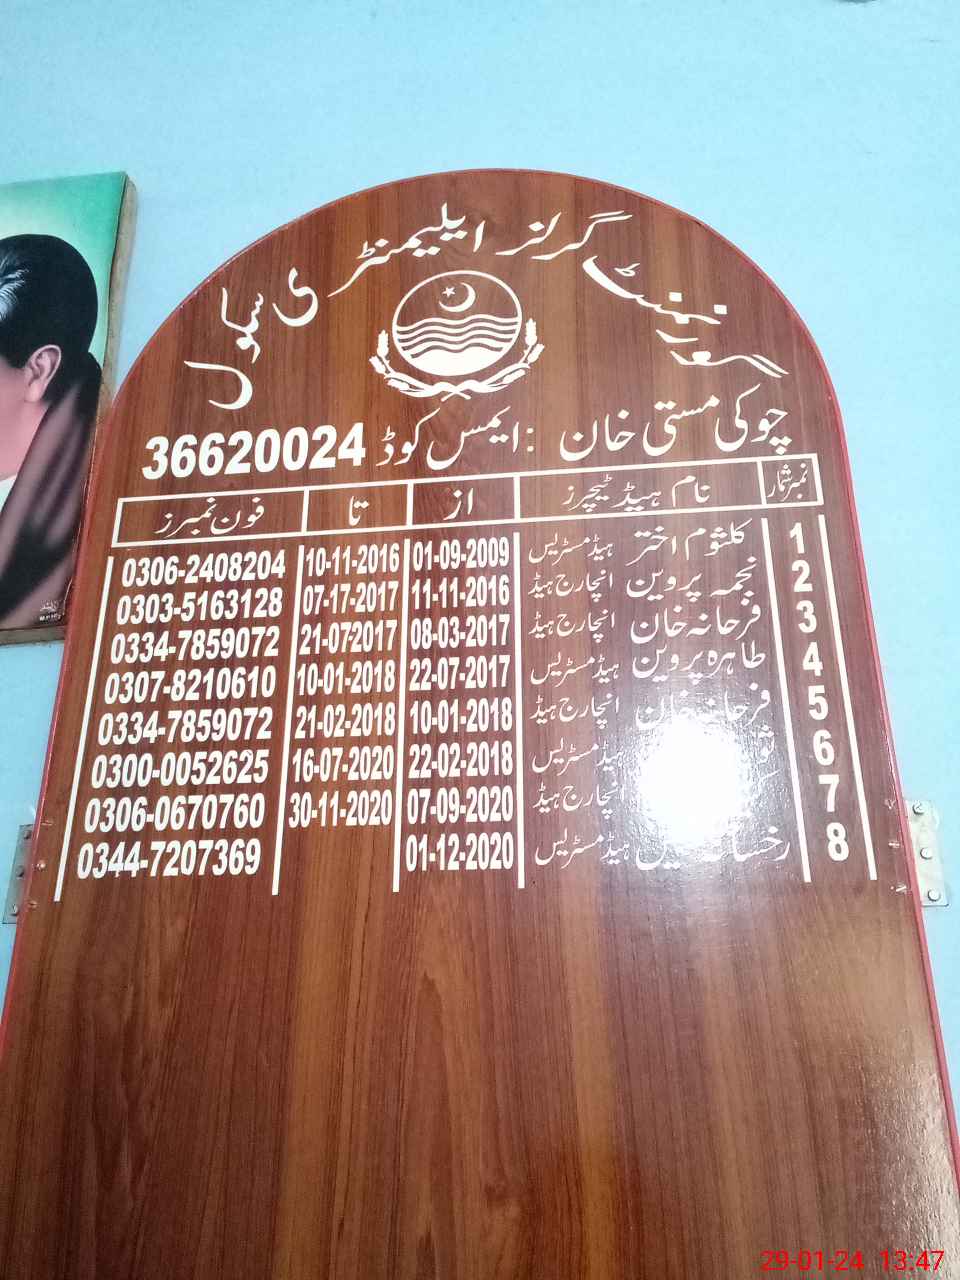 گورنمنٹ گرلز ایلیمنٹری سکول
چوکی مستی خان :ایمس کوڈ 36620024
نمبرشمار نام ہیڈ ٹیچرز از تا فون نمبرز
1 کلثوم اختر ہیڈمسٹریس 01-09-2009 10-11-2016 0306-2408204
2 نجمہ پروین انچارج ہیڈ 11-11-2016 07-17-2017 0303-5163128
3 فرحانہ خان انچارج ہیڈ 08-03-2017 21-07-2017 0334-7859072
4 طاہرہ پروین ہیڈمسٹریس 22-07-2017 10-01-2018 0307-8210610
5 فرحانہ خان انچارج ہیڈ 10-01-2018 21-02-2018 0334-7859072
6 ہیڈمسٹریس 22-02-2018 16-07-2020 0300-0052625
7 انچارج ہیڈ 07-09-2020 30-11-2020 0306-0670760
8 رخسانہ ہیڈمسٹریس 01-12-2020 0344-7207369
29-01-24 13:47